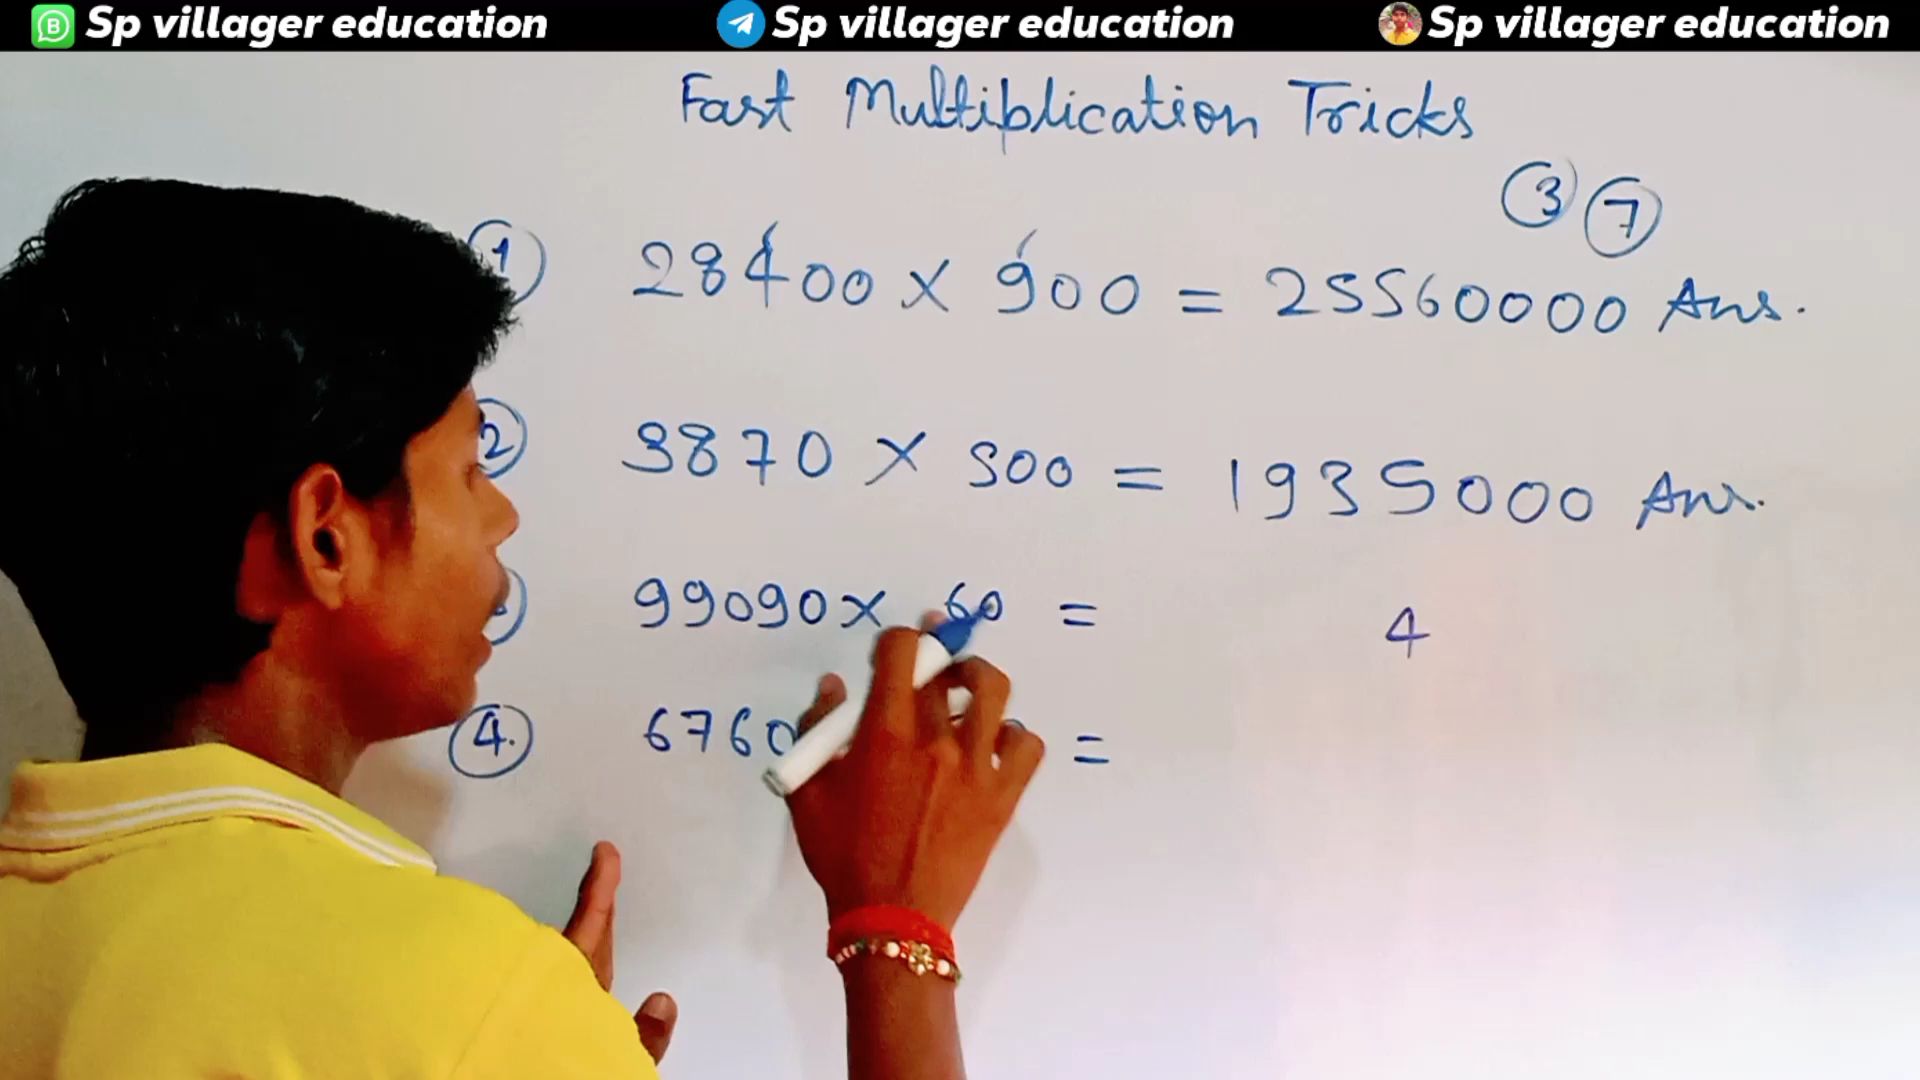 Sp villager education Sp villager education Sp villager education
Fast Multiplication Tricks
3 7
1 28400 × 900 = 25560000 Ans.
2 3870 × 500 = 1935000 Ans.
99090 × 60 = 4
4. 6760 =